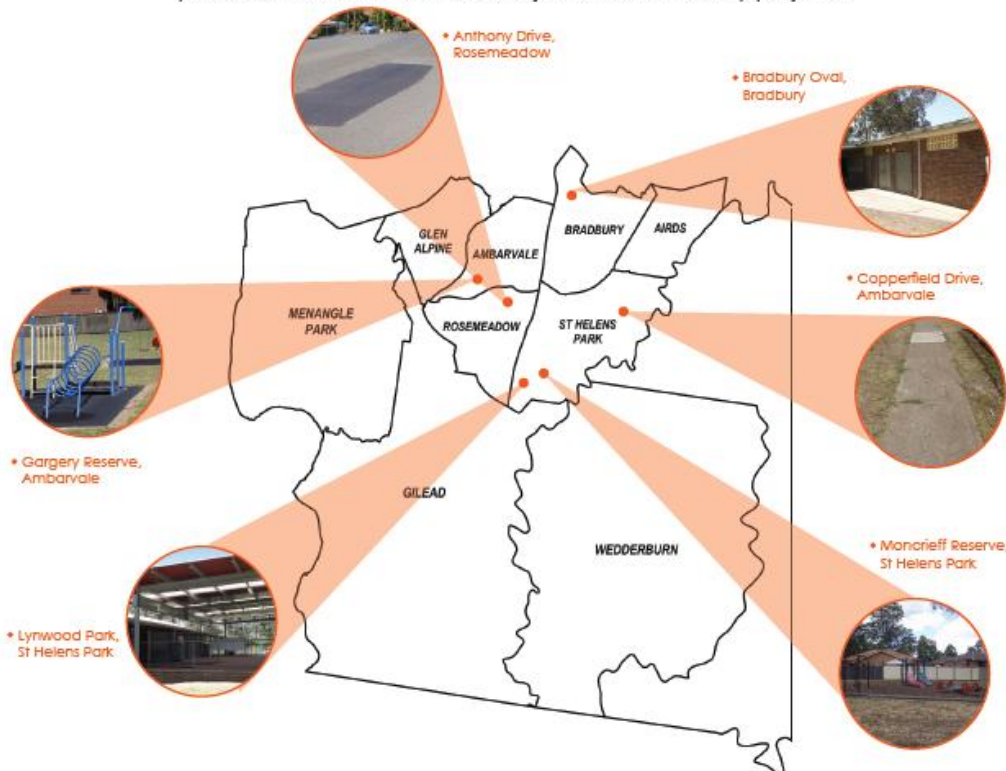 • Anthony Drive,
Rosemeadow
• Bradbury Oval,
Bradbury
GLEN
ALPINE
AMBARVALE
BRADBURY
AIRDS
• Copperfield Drive,
Ambarvale
MENANGLE
PARK
ROSEMEADOW
ST HELENS
PARK
• Gargery Reserve,
Ambarvale
GILEAD
WEDDERBURN
• Moncrieff Reserve,
St Helens Park
• Lynwood Park,
St Helens Park